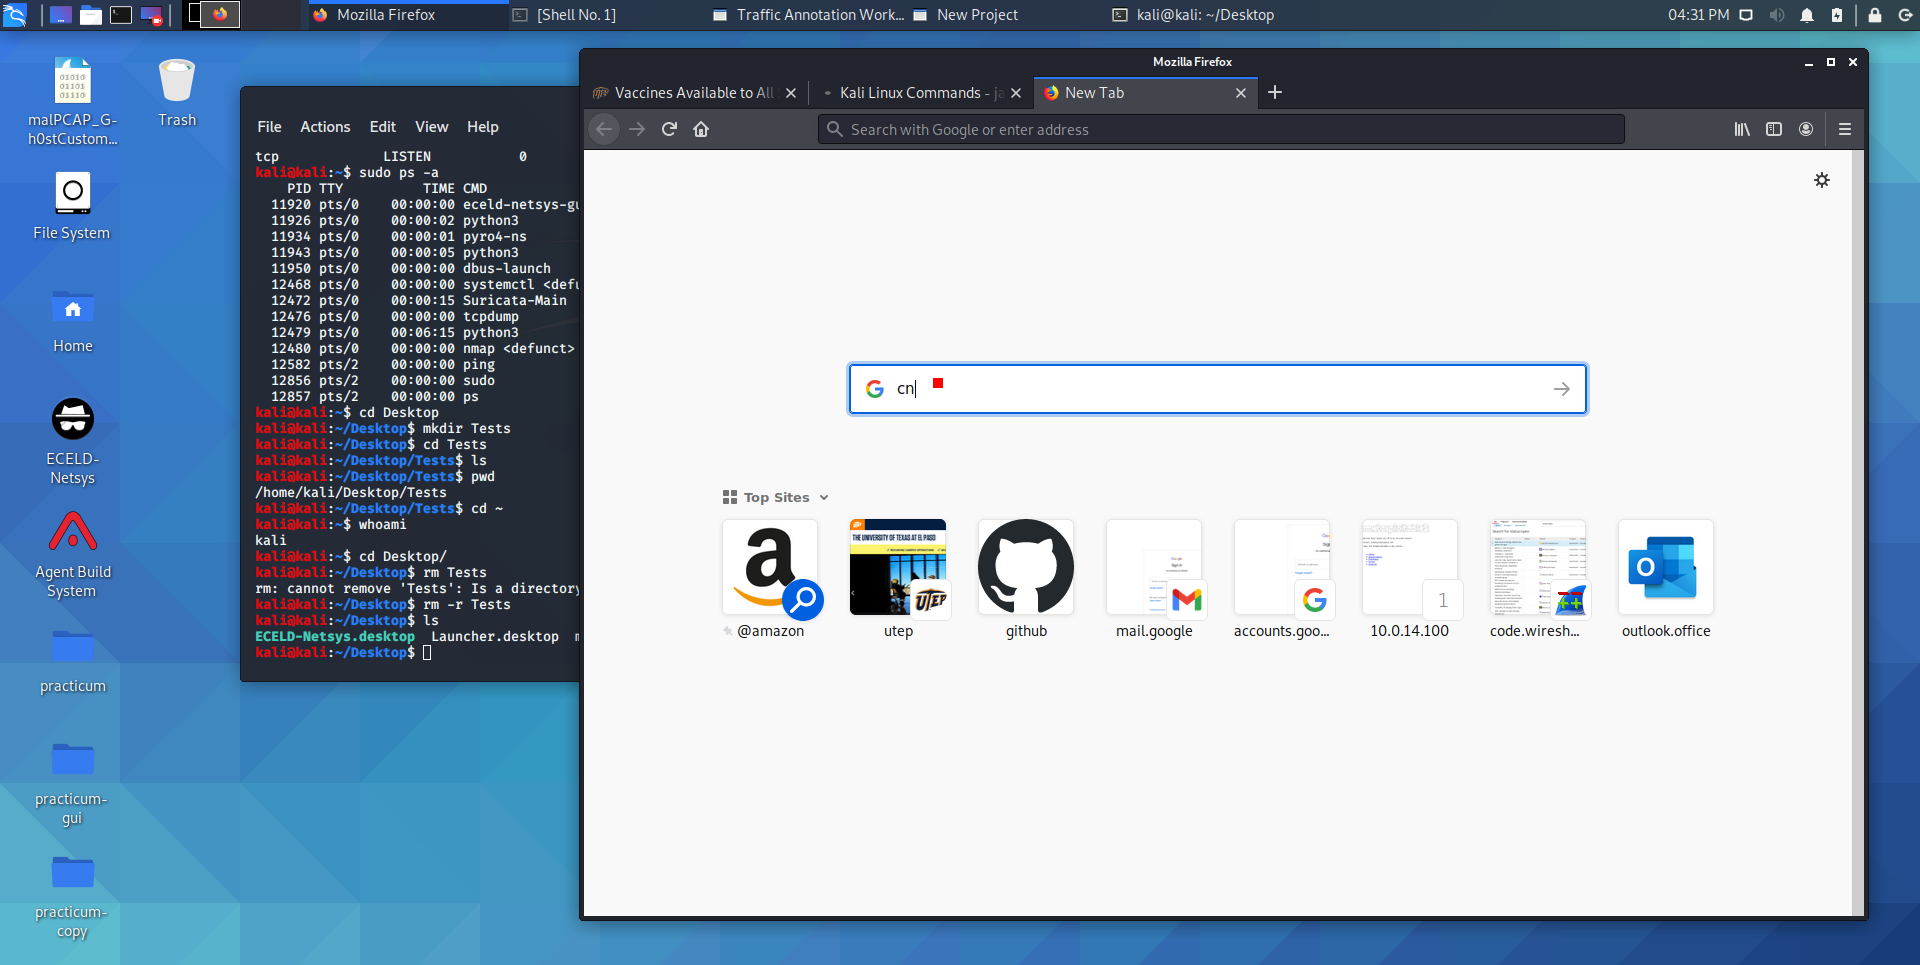 Mozilla Firefox
[Shell No. 1]
Traffic Annotation Work...
New Project
kali@kali: ~/Desktop
04:31 PM
malPCAP_G-
h0stCustom...
Trash
File System
Home
ECELD-
Netsys
Agent Build
System
practicum
practicum-
gui
practicum-
copy
File Actions Edit View Help
tcp LISTEN 0
kali@kali:~$ sudo ps -a
PID TTY TIME CMD
11920 pts/0 00:00:00 eceld-netsys-gu
11926 pts/0 00:00:02 python3
11934 pts/0 00:00:01 pyro4-ns
11943 pts/0 00:00:05 python3
11950 pts/0 00:00:00 dbus-launch
12468 pts/0 00:00:00 systemctl <defu
12472 pts/0 00:00:15 Suricata-Main
12476 pts/0 00:00:00 tcpdump
12479 pts/0 00:06:15 python3
12480 pts/0 00:00:00 nmap <defunct>
12582 pts/2 00:00:00 ping
12856 pts/2 00:00:00 sudo
12857 pts/2 00:00:00 ps
kali@kali:~$ cd Desktop
kali@kali:~/Desktop$ mkdir Tests
kali@kali:~/Desktop$ cd Tests
kali@kali:~/Desktop/Tests$ ls
kali@kali:~/Desktop/Tests$ pwd
/home/kali/Desktop/Tests
kali@kali:~/Desktop/Tests$ cd ~
kali@kali:~$ whoami
kali
kali@kali:~$ cd Desktop/
kali@kali:~/Desktop$ rm Tests
rm: cannot remove 'Tests': Is a directory
kali@kali:~/Desktop$ rm -r Tests
kali@kali:~/Desktop$ ls
ECELD-Netsys.desktop Launcher.desktop m
kali@kali:~/Desktop$
Mozilla Firefox
Vaccines Available to All
Kali Linux Commands - ja
New Tab
Search with Google or enter address
cn
Top Sites
THE UNIVERSITY OF TEXAS AT EL PASO
UTEP
1
@amazon
utep
github
mail.google
accounts.goo...
10.0.14.100
code.wiresh...
outlook.office